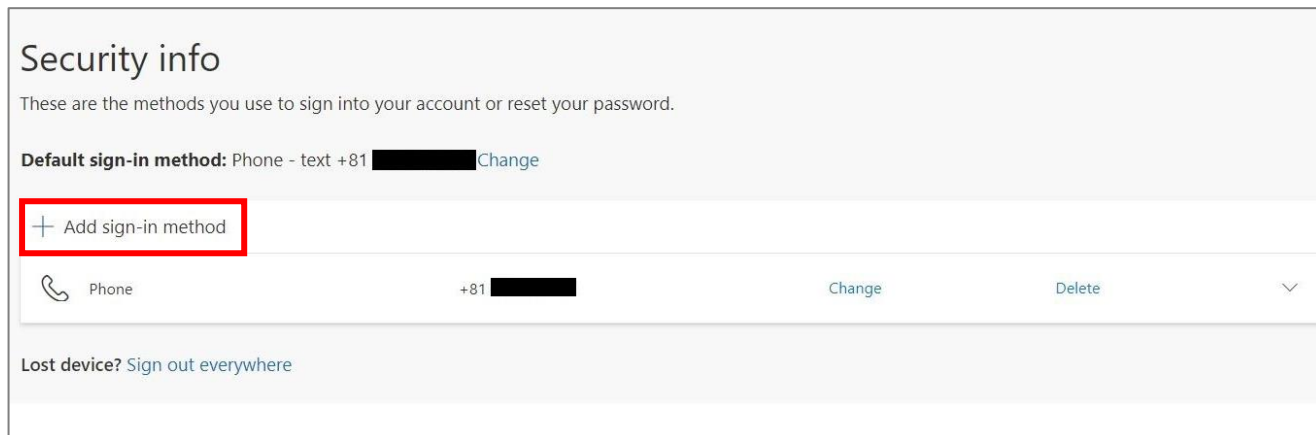 Security info
These are the methods you use to sign into your account or reset your password.
Default sign-in method: Phone - text +81 Change
+ Add sign-in method
Phone +81 Change Delete
Lost device? Sign out everywhere